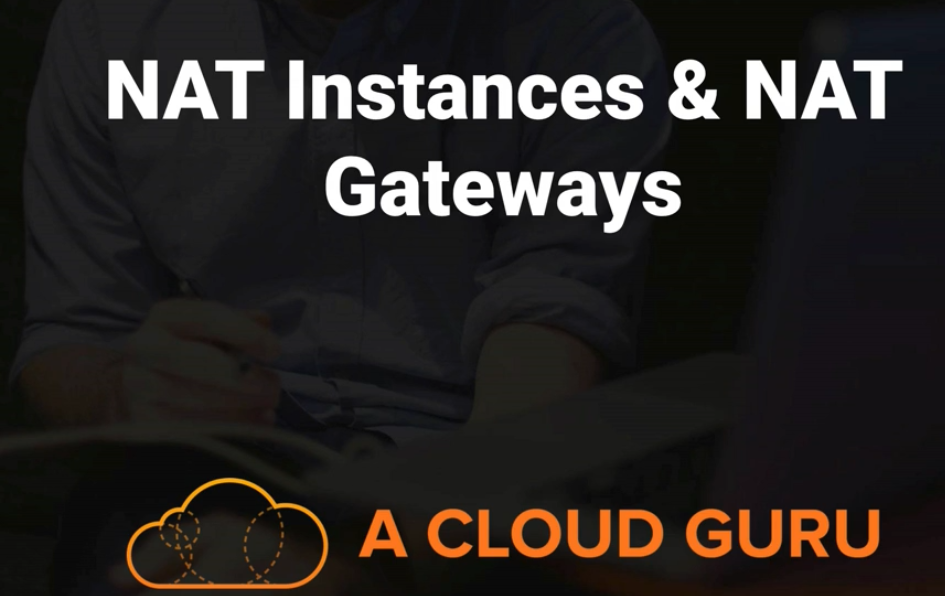 NAT Instances & NAT
Gateways
A CLOUD GURU